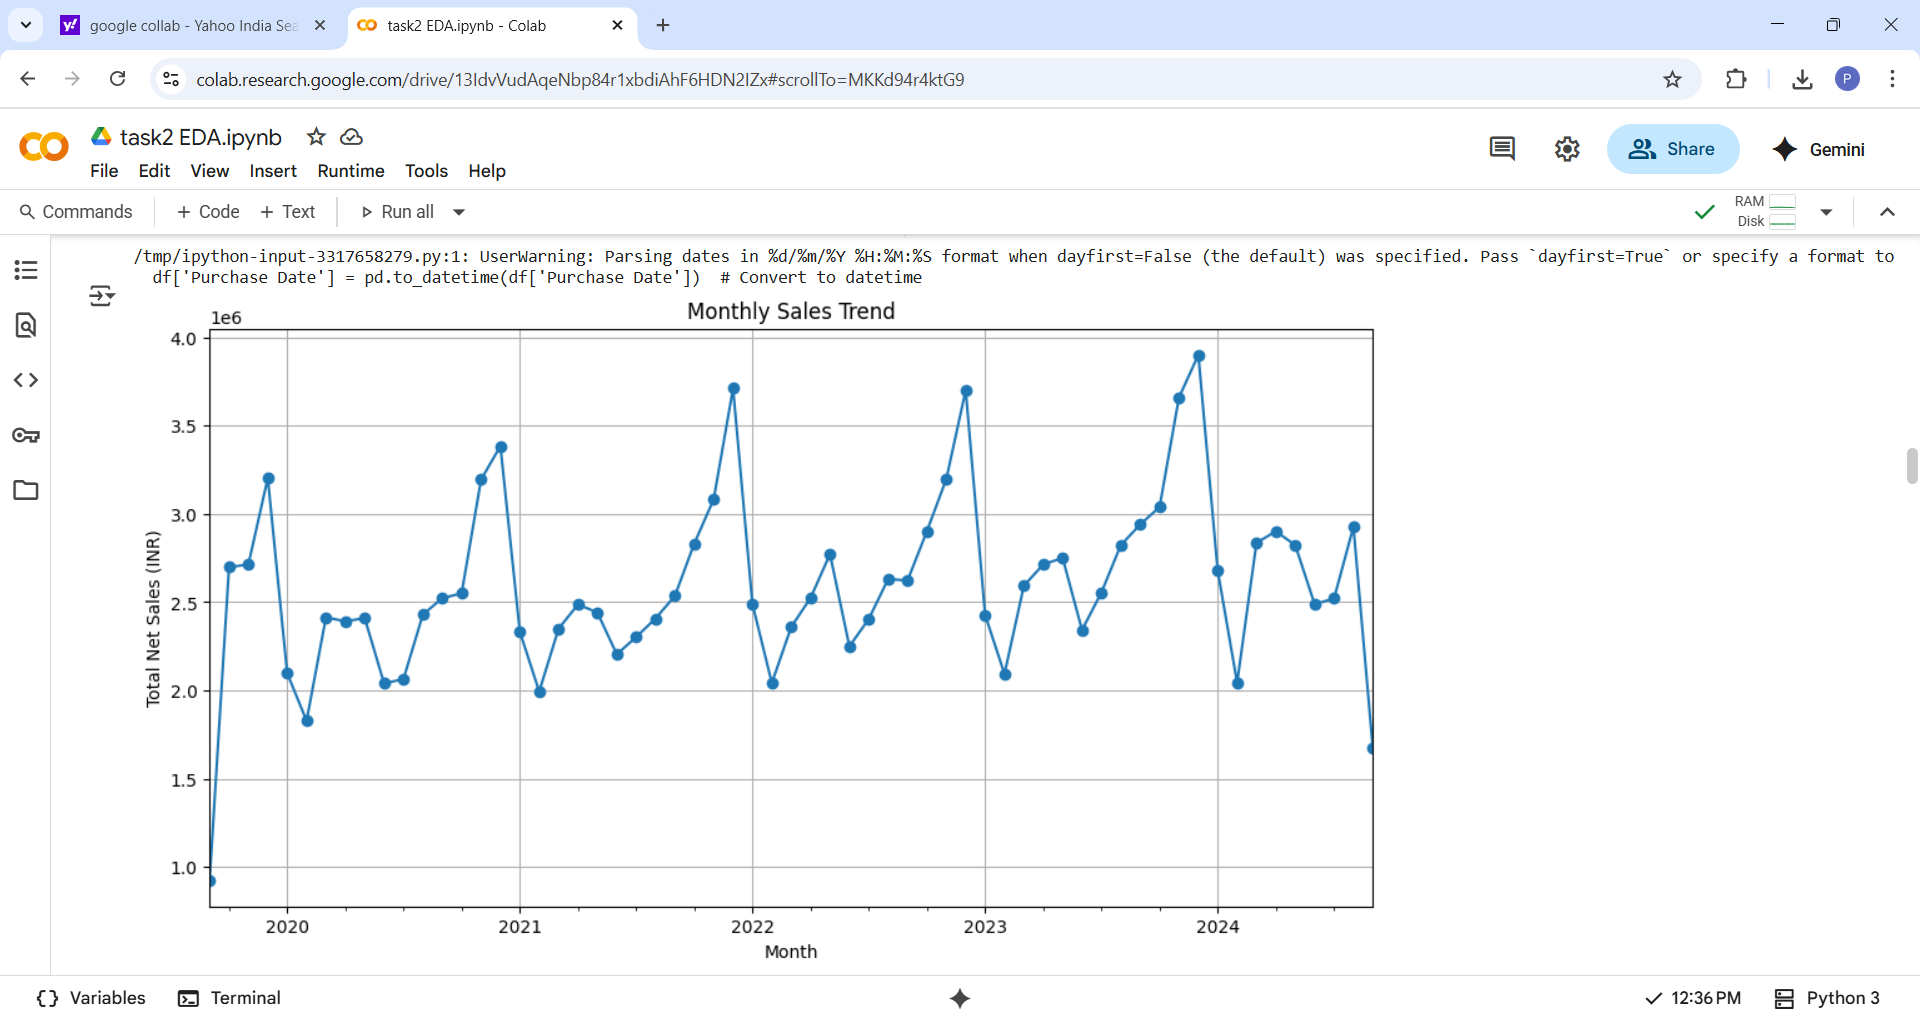 google collab - Yahoo India Sea
task2 EDA.ipynb - Colab
colab.research.google.com/drive/13IdvVudAqeNbp84r1xbdiAhF6HDN2IZx#scrollTo=MKKd94r4ktG9
P
task2 EDA.ipynb
File Edit View Insert Runtime Tools Help
Share
Gemini
Commands + Code + Text Run all
RAM
Disk
/tmp/ipython-input-3317658279.py:1: UserWarning: Parsing dates in %d/%m/%Y %H:%M:%S format when dayfirst=False (the default) was specified. Pass `dayfirst=True` or specify a format to
df['Purchase Date'] = pd.to_datetime(df['Purchase Date'])  # Convert to datetime
Monthly Sales Trend
1e6
4.0
3.5
3.0
2.5
2.0
1.5
1.0
Total Net Sales (INR)
2020 2021 2022 2023 2024
Month
Variables Terminal
12:36 PM Python 3